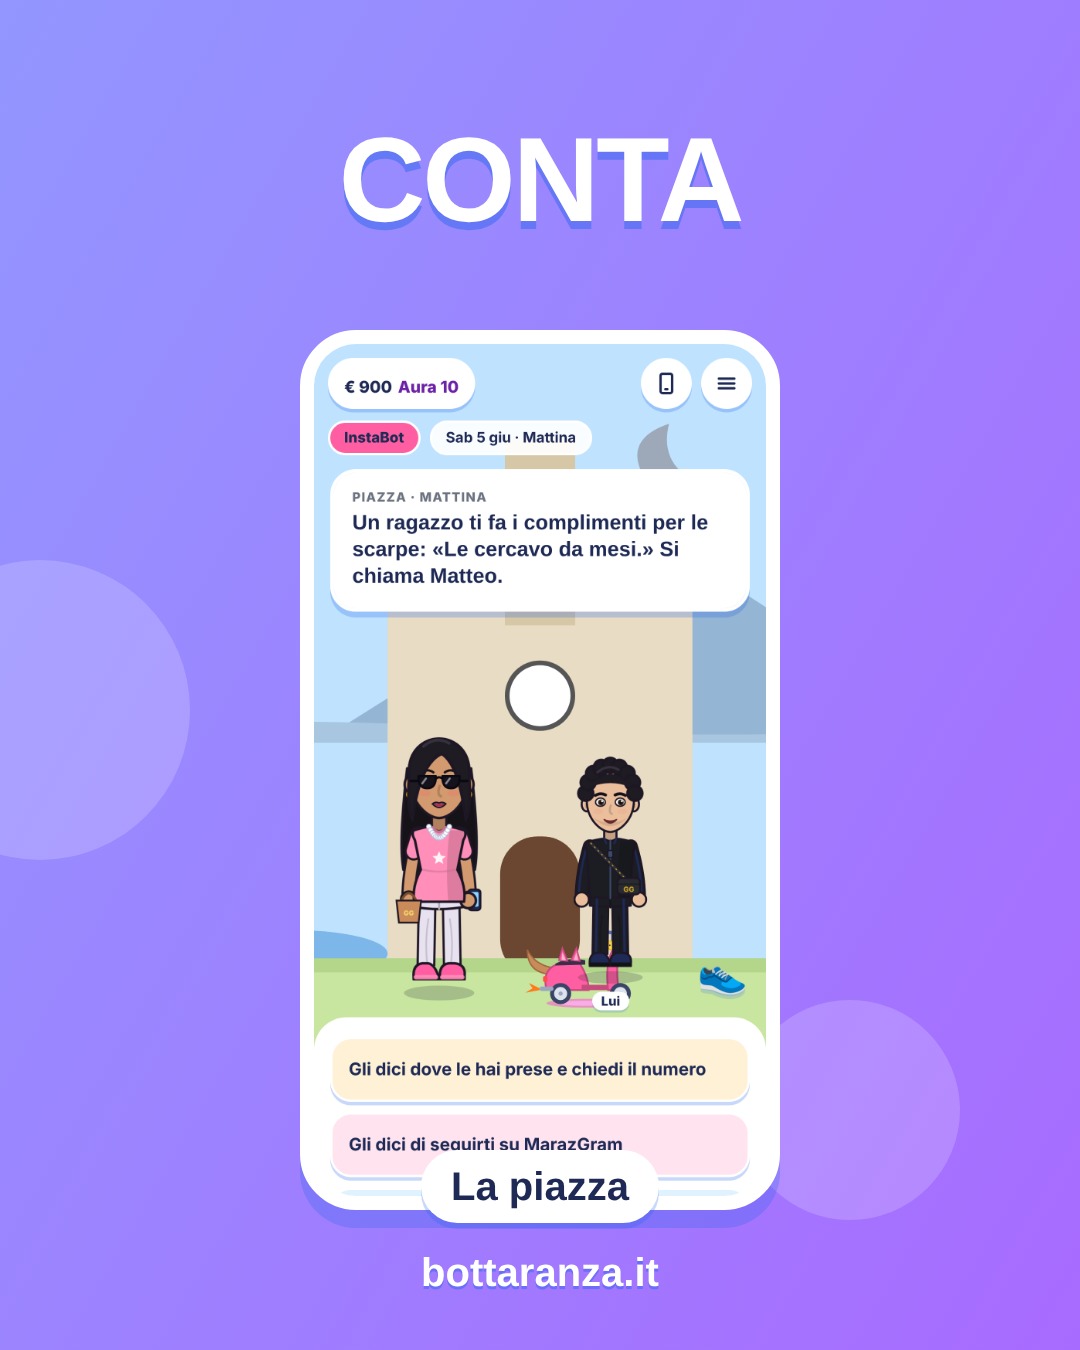 CONTA
€ 900 Aura 10
InstaBot
Sab 5 giu · Mattina
PIAZZA · MATTINA
Un ragazzo ti fa i complimenti per le
scarpe: «Le cercavo da mesi.» Si
chiama Matteo.
GG
GG
Lui
Gli dici dove le hai prese e chiedi il numero
Gli dici di seguirti su MarazGram
La piazza
bottaranza.it